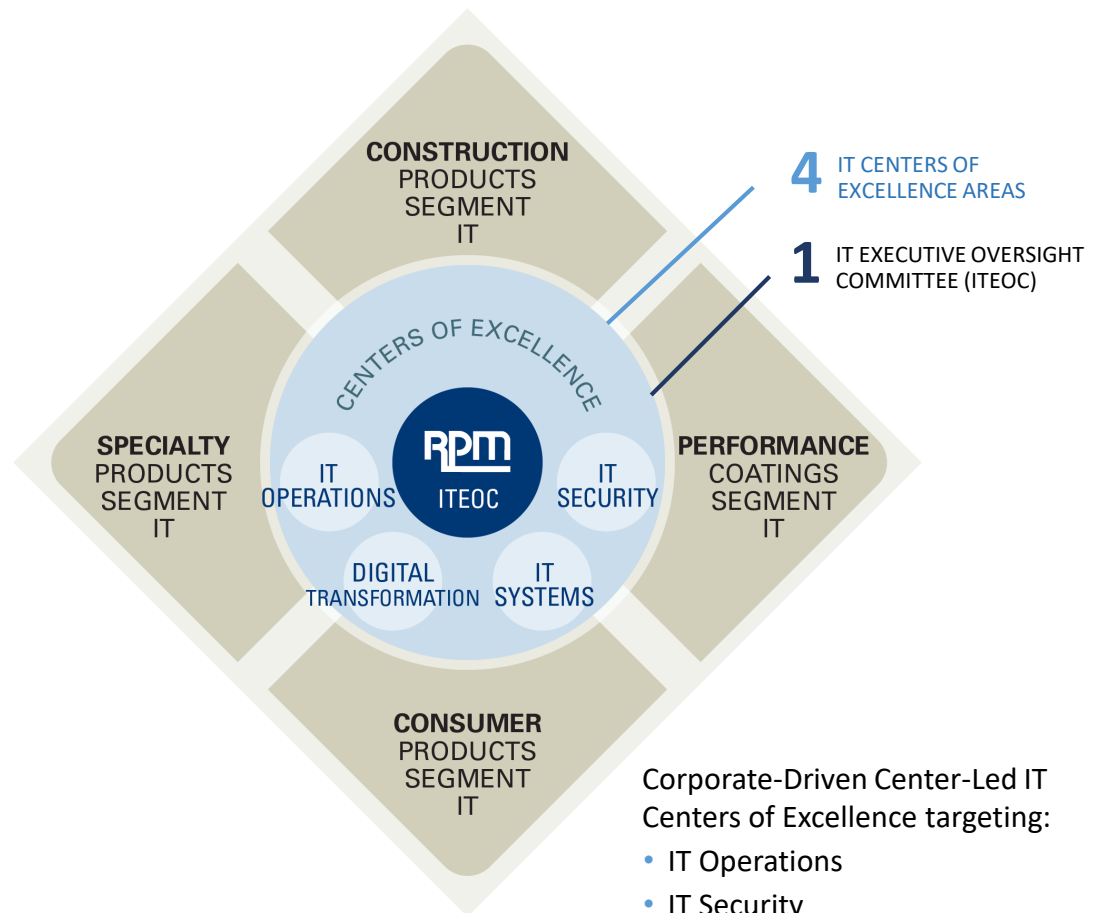 CONSTRUCTION
PRODUCTS
SEGMENT
IT
4 IT CENTERS OF
EXCELLENCE AREAS
1 IT EXECUTIVE OVERSIGHT
COMMITTEE (ITEOC)
CENTERS OF EXCELLENCE
SPECIALTY
PRODUCTS
SEGMENT
IT
IT
OPERATIONS
RPM
ITEOC
IT
SECURITY
PERFORMANCE
COATINGS
SEGMENT
IT
DIGITAL
TRANSFORMATION
IT
SYSTEMS
CONSUMER
PRODUCTS
SEGMENT
IT
Corporate-Driven Center-Led IT
Centers of Excellence targeting:
• IT Operations
• IT Security